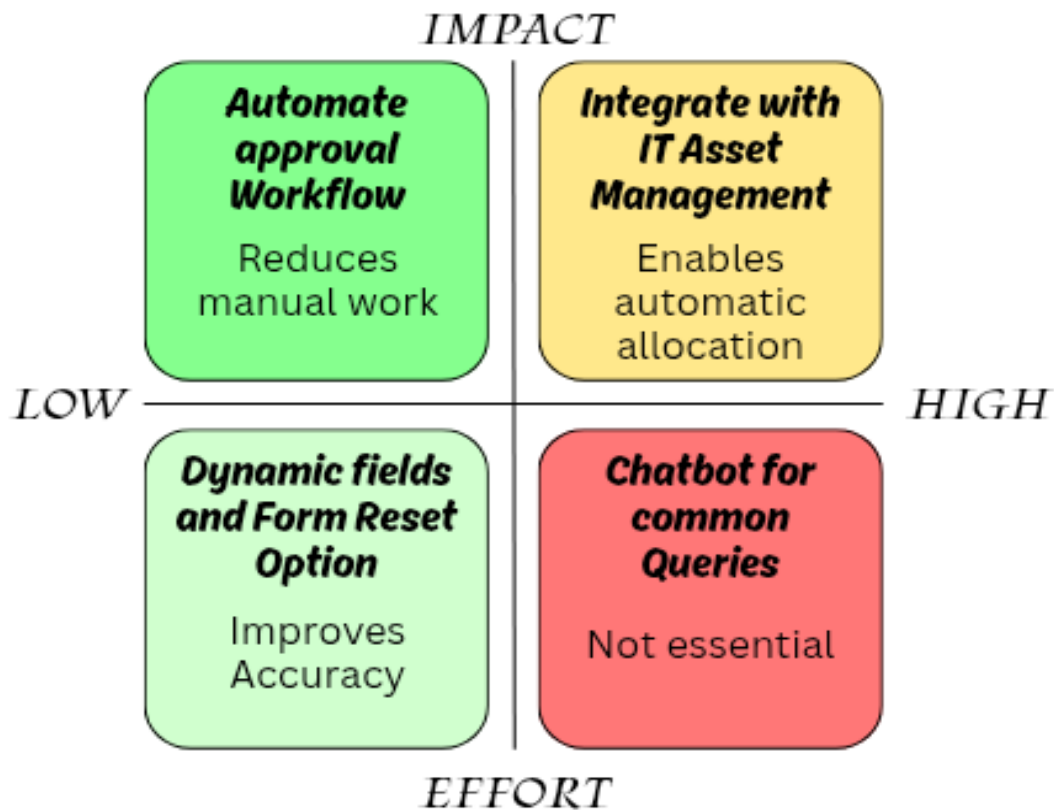 IMPACT
Automate
approval
Workflow
Reduces
manual work
Integrate with
IT Asset
Management
Enables
automatic
allocation
LOW
HIGH
Dynamic fields
and Form Reset
Option
Improves
Accuracy
Chatbot for
common
Queries
Not essential
EFFORT